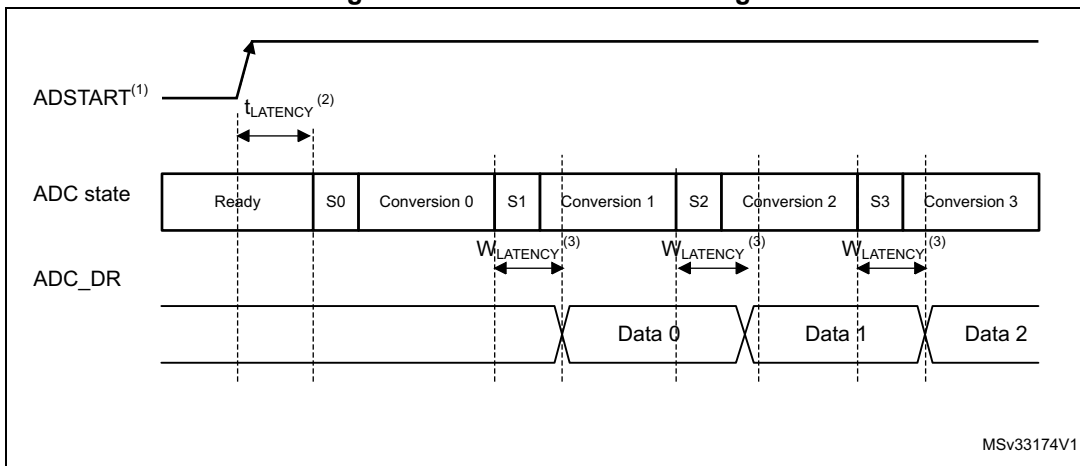 ADSTART(1)
tLATENCY (2)
ADC state
Ready
S0
Conversion 0
S1
Conversion 1
S2
Conversion 2
S3
Conversion 3
WLATENCY(3)
WLATENCY(3)
WLATENCY(3)
ADC_DR
Data 0
Data 1
Data 2
MSv33174V1